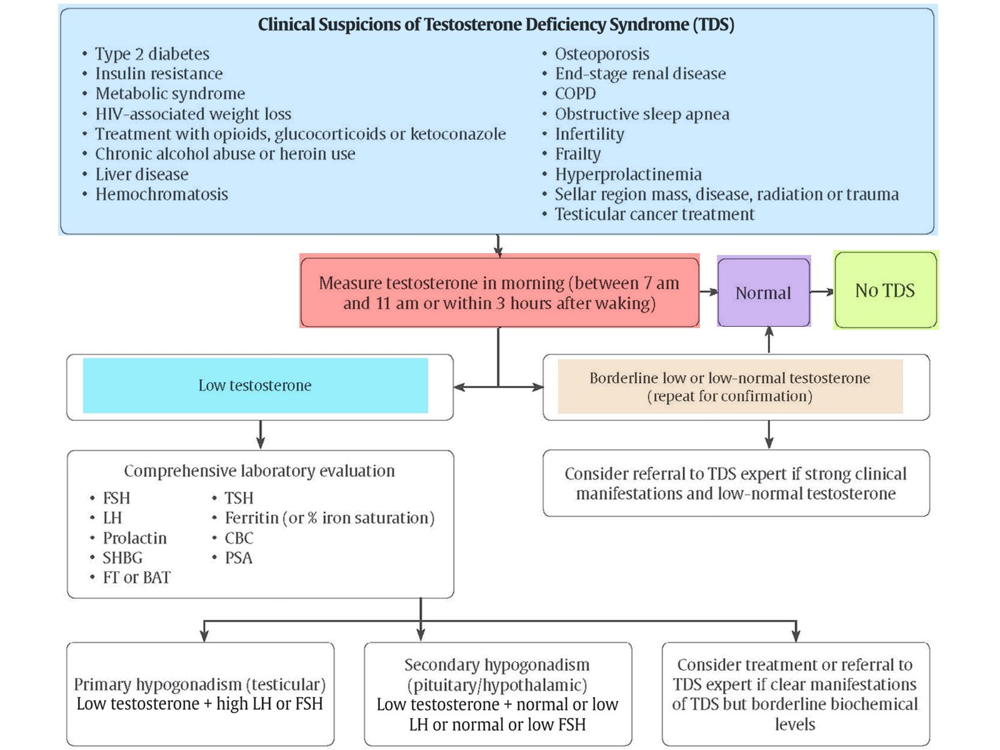 Clinical Suspicions of Testosterone Deficiency Syndrome (TDS)
• Type 2 diabetes
• Insulin resistance
• Metabolic syndrome
• HIV-associated weight loss
• Treatment with opioids, glucocorticoids or ketoconazole
• Chronic alcohol abuse or heroin use
• Liver disease
• Hemochromatosis
• Osteoporosis
• End-stage renal disease
• COPD
• Obstructive sleep apnea
• Infertility
• Frailty
• Hyperprolactinemia
• Sellar region mass, disease, radiation or trauma
• Testicular cancer treatment
Measure testosterone in morning (between 7 am
and 11 am or within 3 hours after waking)
Normal
No TDS
Low testosterone
Borderline low or low-normal testosterone
(repeat for confirmation)
Comprehensive laboratory evaluation
• FSH
• LH
• Prolactin
• SHBG
• FT or BAT
• TSH
• Ferritin (or % iron saturation)
• CBC
• PSA
Consider referral to TDS expert if strong clinical
manifestations and low-normal testosterone
Primary hypogonadism (testicular)
Low testosterone + high LH or FSH
Secondary hypogonadism
(pituitary/hypothalamic)
Low testosterone + normal or low
LH or normal or low FSH
Consider treatment or referral to
TDS expert if clear manifestations
of TDS but borderline biochemical
levels